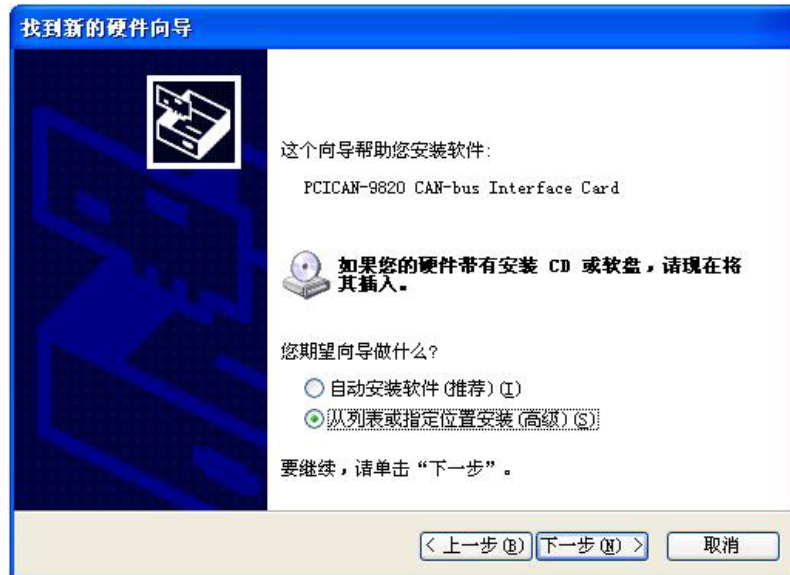 找到新的硬件向导
这个向导帮助您安装软件:
PCICAN-9820 CAN-bus Interface Card
如果您的硬件带有安装 CD 或软盘，请现在将
其插入。
您期望向导做什么?
自动安装软件(推荐)(I)
从列表或指定位置安装(高级)(S)
要继续，请单击“下一步”。
< 上一步(B) 下一步(N) > 取消